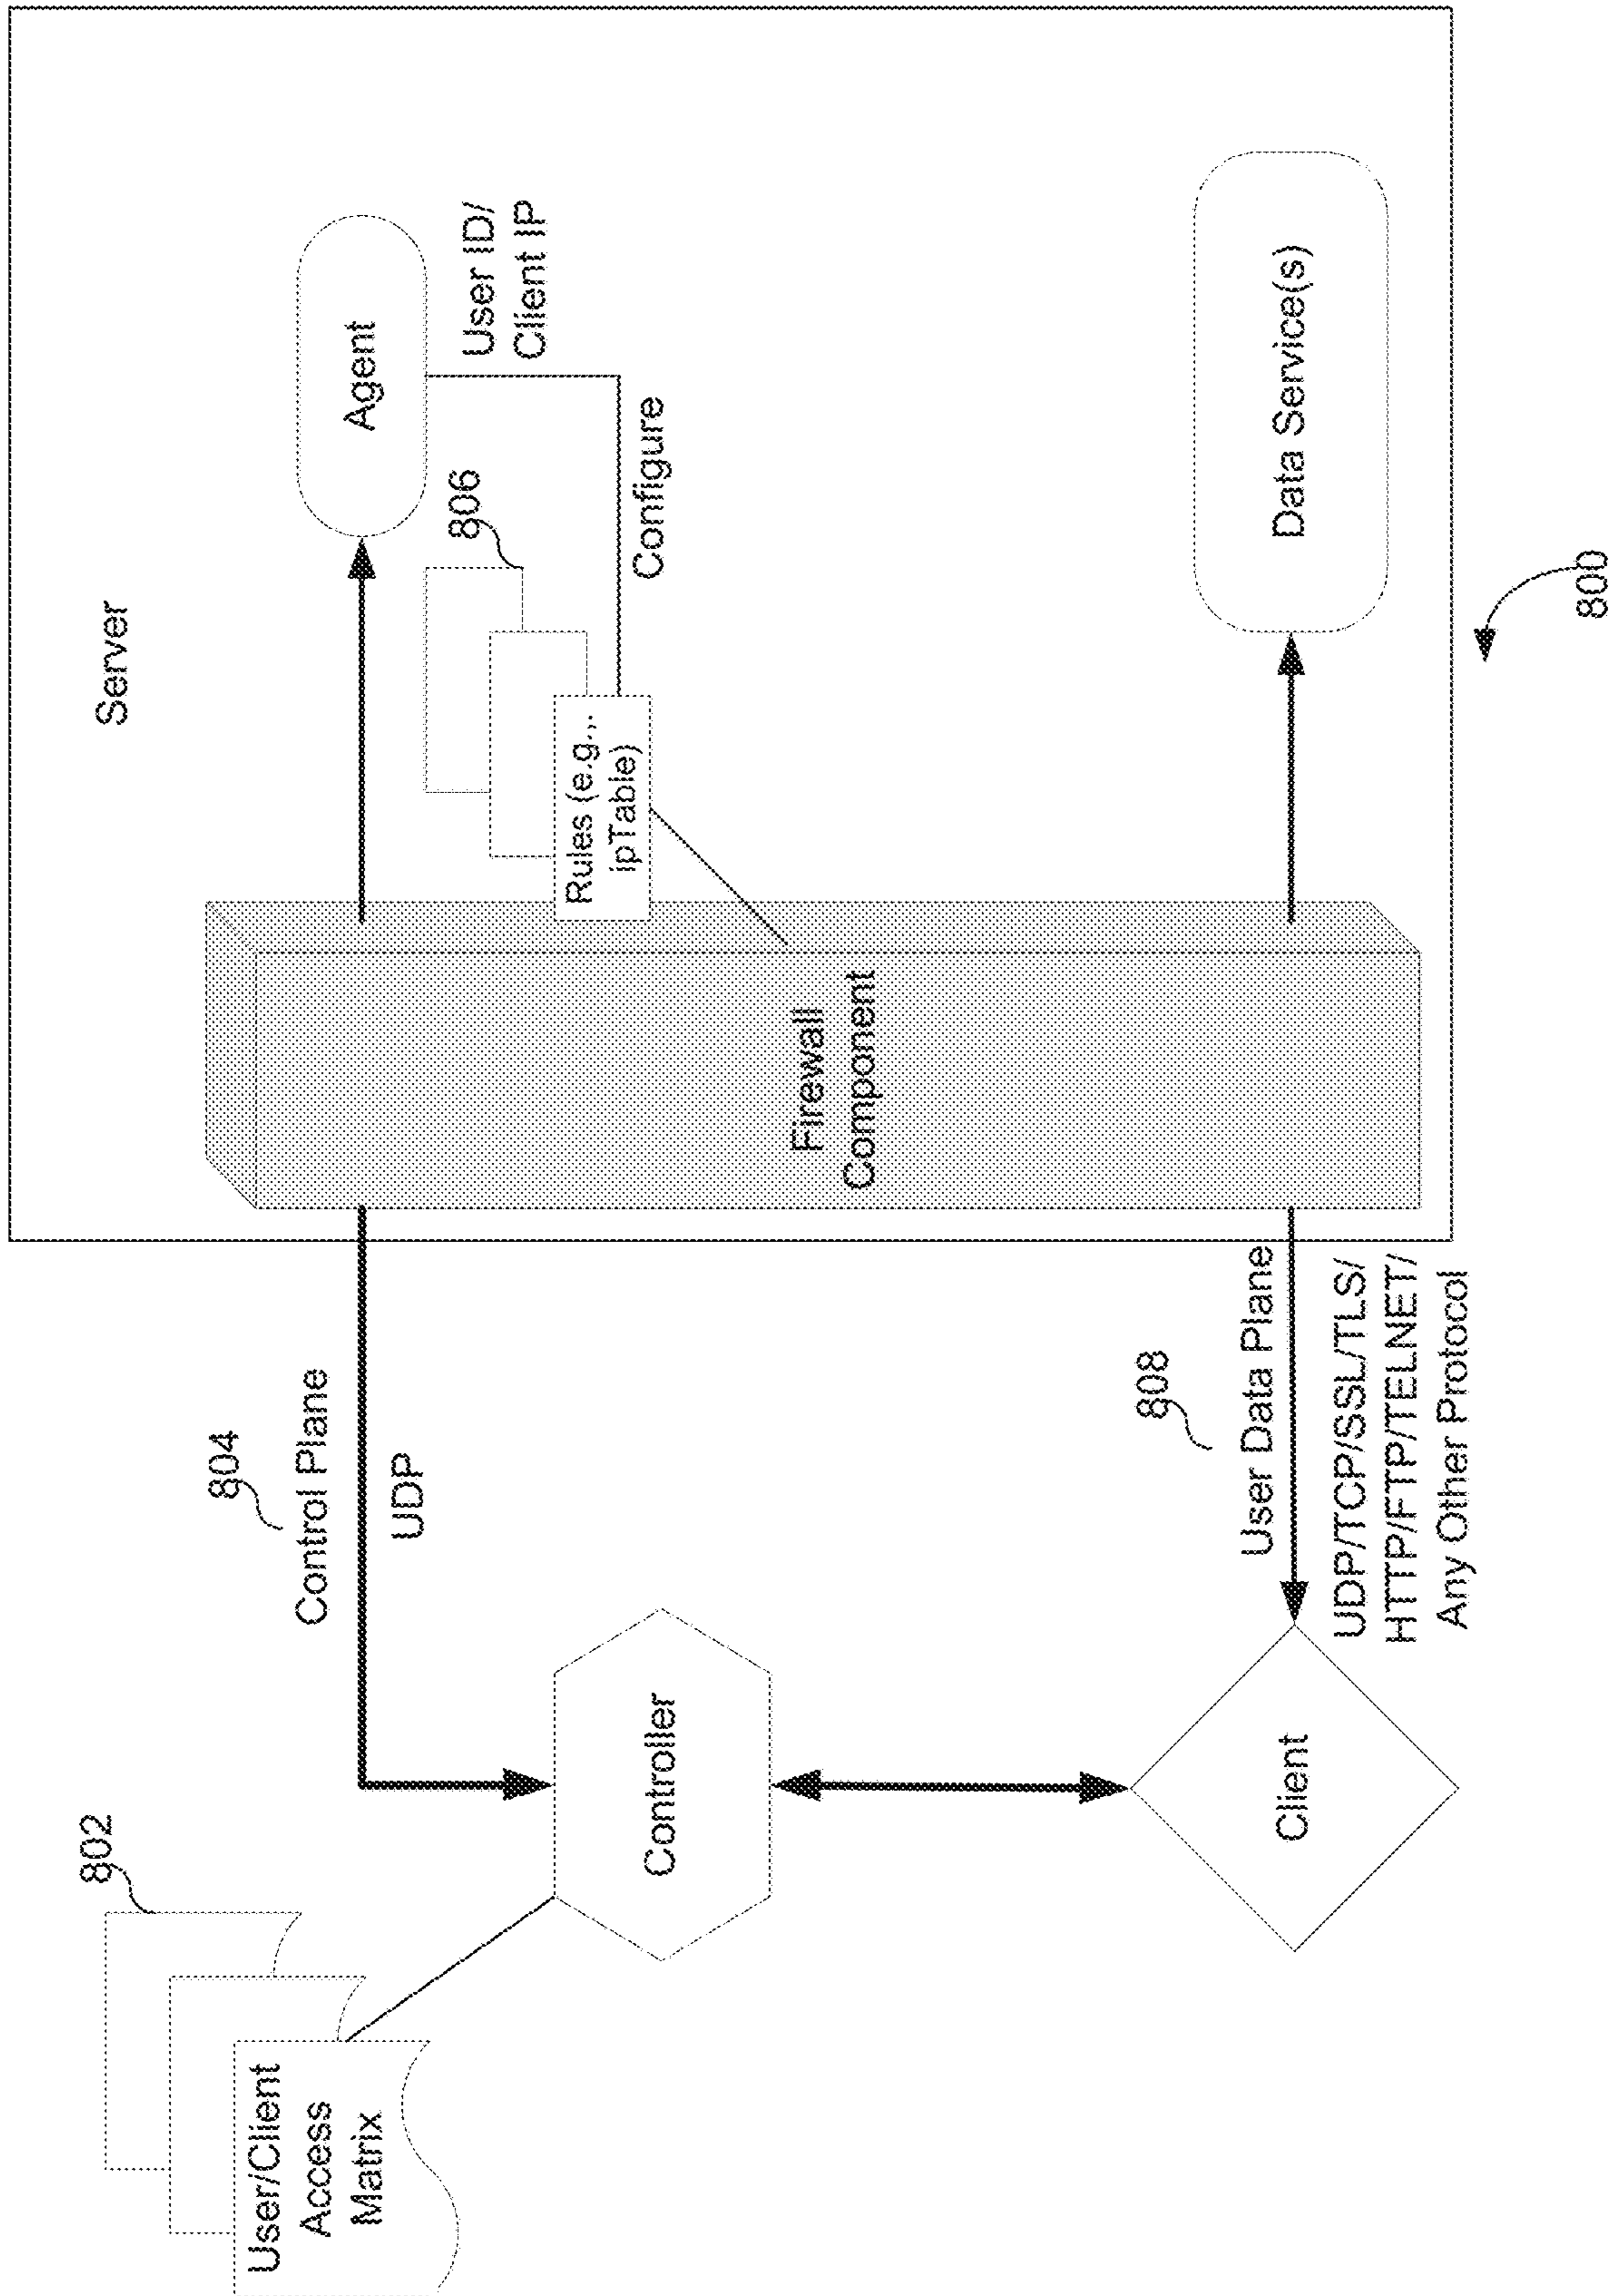 802
User/Client
Access
Matrix
804
Control Plane
UDP
Controller
Client
808
User Data Plane
UDP/TCP/SSL/TLS/
HTTP/FTP/TELNET/
Any Other Protocol
Server
Firewall
Component
Rules (e.g.,
ipTable)
806
Configure
Agent
User ID/
Client IP
Data Service(s)
800